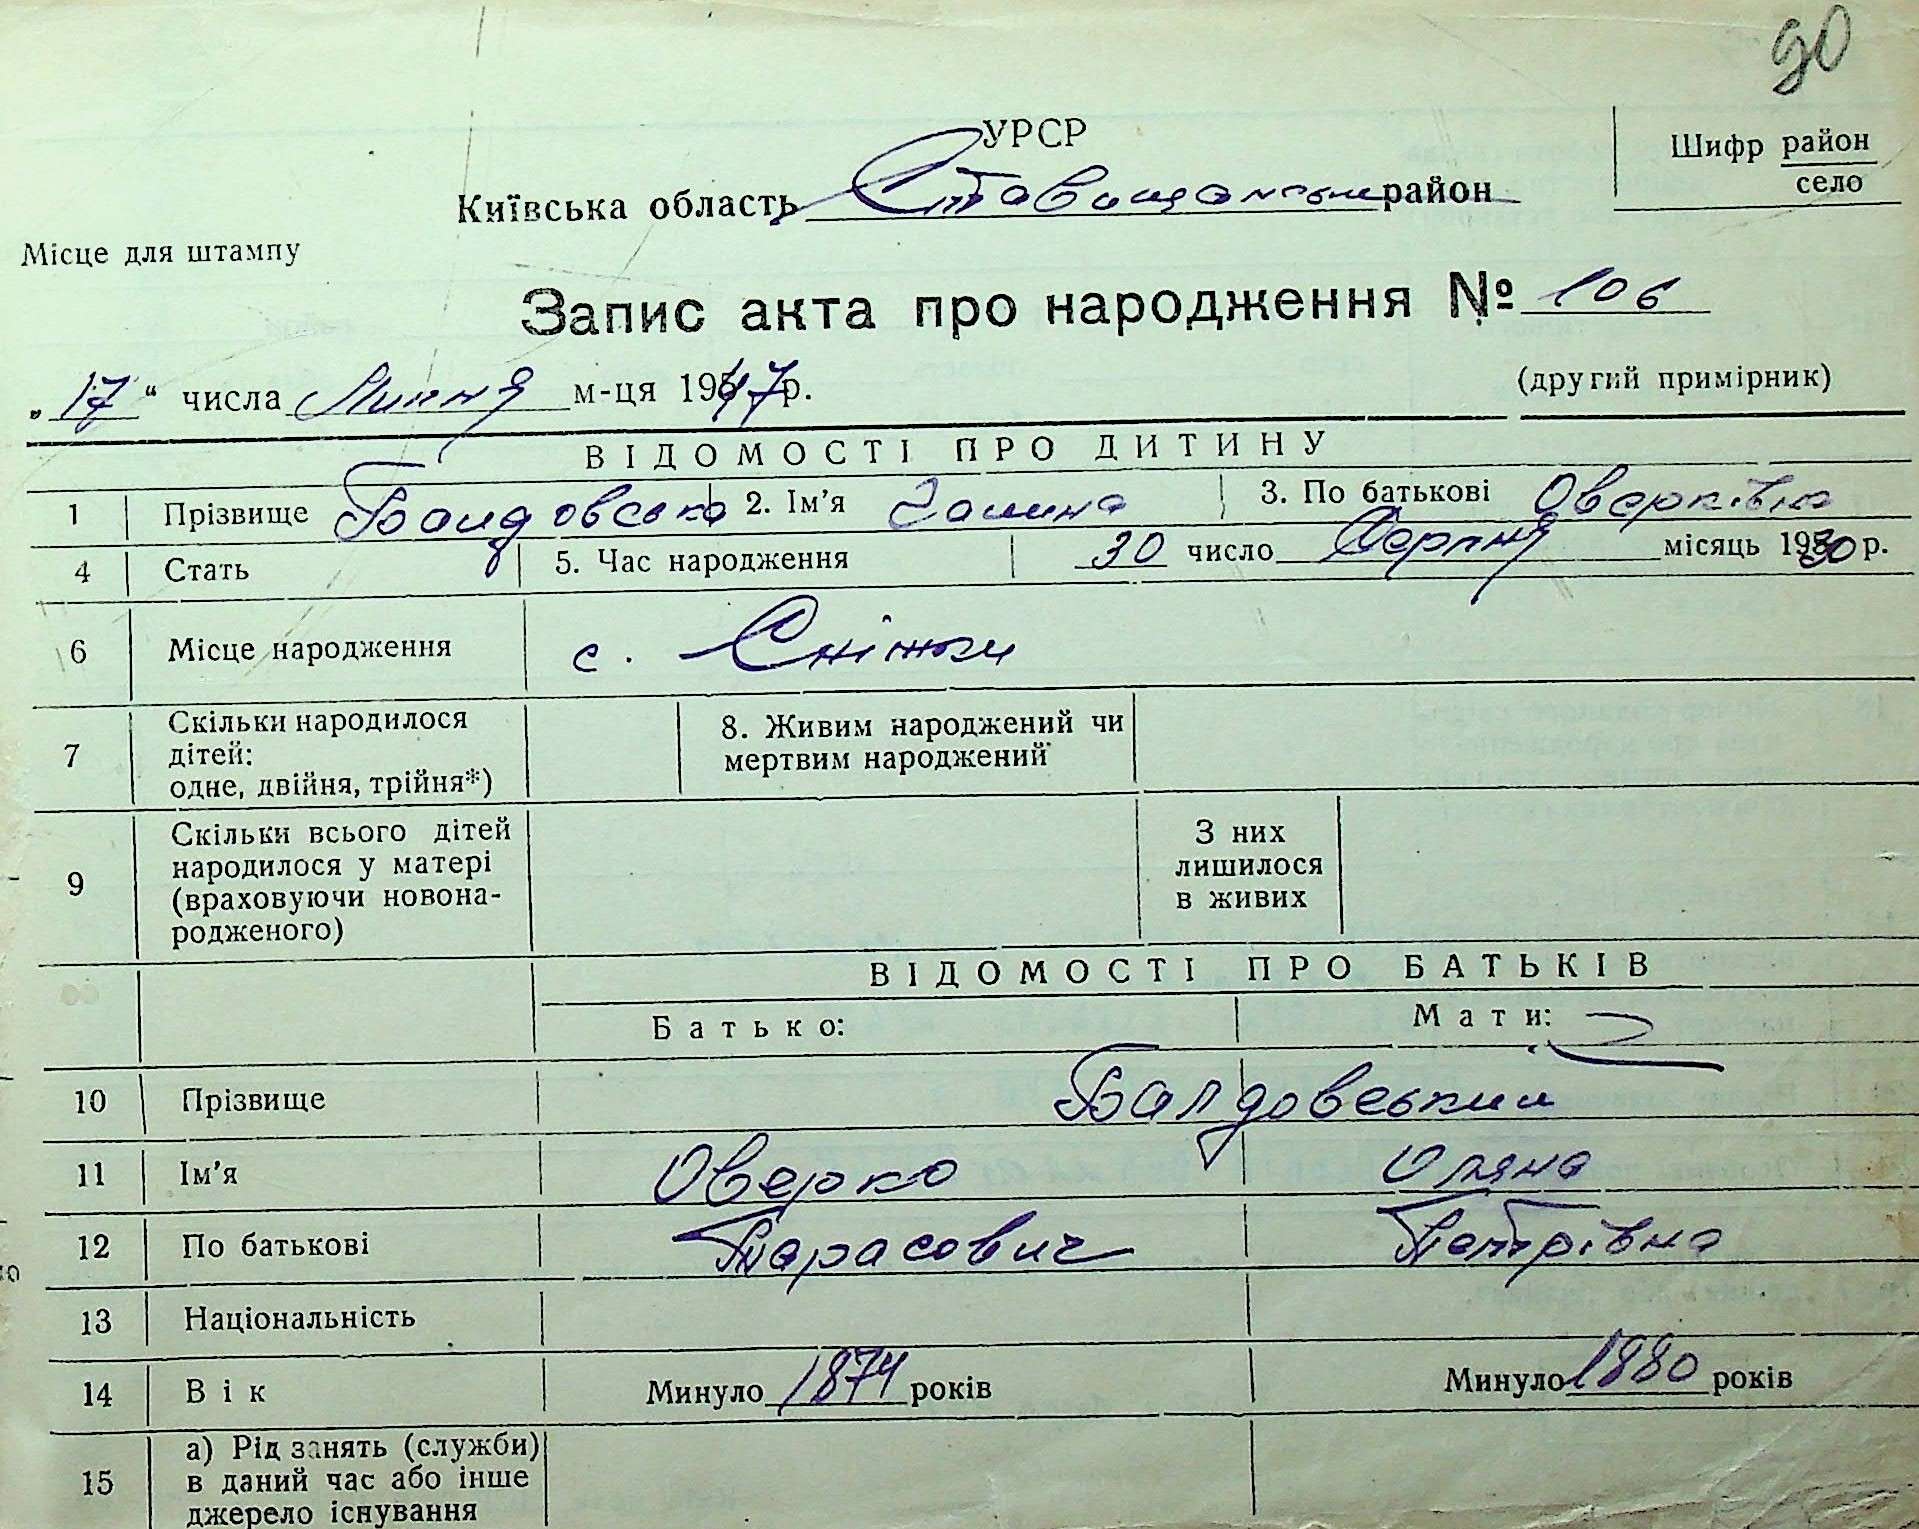 90
УРСР
Київська область Ставищанський район
Шифр район
село
Місце для штампу
Запис акта про народження № 106
„17“ числа Липня м-ця 1947 р.
(другий примірник)
ВІДОМОСТІ ПРО ДИТИНУ
1 Прізвище Балдовська 2. Ім'я Галина 3. По батькові Оверківна
4 Стать 5. Час народження 30 число Серпня місяць 1930 р.
6 Місце народження с. Сніжки
7 Скільки народилося
дітей:
одне, двійня, трійня*)
8. Живим народжений чи
мертвим народжений
9 Скільки всього дітей
народилося у матері
(враховуючи новона-
родженого)
З них
лишилося
в живих
ВІДОМОСТІ ПРО БАТЬКІВ
Батько: Мати:
10 Прізвище Балдовський
11 Ім'я Оверко Оляна
12 По батькові Тарасович Петрівна
13 Національність
14 Вік Минуло 1874 років Минуло 1880 років
15 а) Рід занять (служби)
в даний час або інше
джерело існування